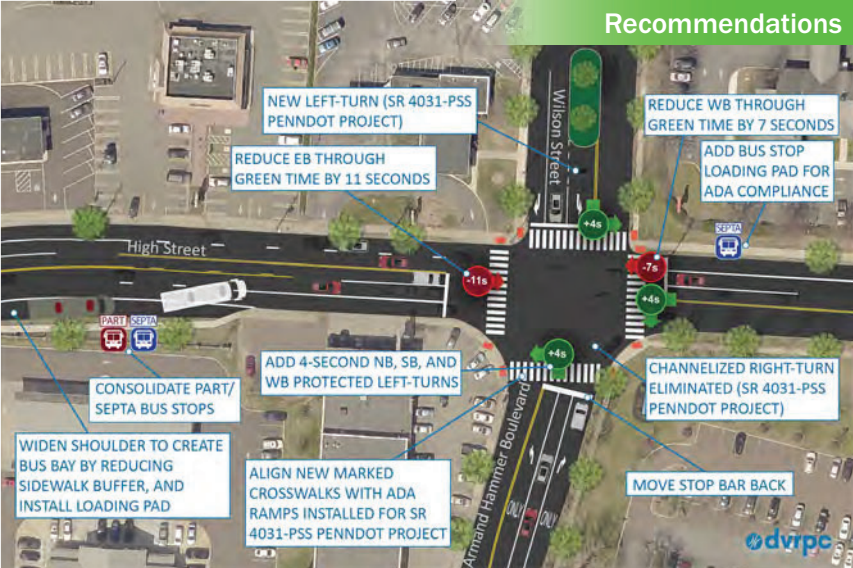 Recommendations
NEW LEFT-TURN (SR 4031-PSS
PENNDOT PROJECT)
Wilson Street
REDUCE WB THROUGH
GREEN TIME BY 7 SECONDS
REDUCE EB THROUGH
GREEN TIME BY 11 SECONDS
ADD BUS STOP
LOADING PAD FOR
ADA COMPLIANCE
SEPTA
High Street
+4s
-7s
-11s
+4s
PART SEPTA
CONSOLIDATE PART/
SEPTA BUS STOPS
ADD 4-SECOND NB, SB, AND
WB PROTECTED LEFT-TURNS
+4s
CHANNELIZED RIGHT-TURN
ELIMINATED (SR 4031-PSS
PENNDOT PROJECT)
WIDEN SHOULDER TO CREATE
BUS BAY BY REDUCING
SIDEWALK BUFFER, AND
INSTALL LOADING PAD
ALIGN NEW MARKED
CROSSWALKS WITH ADA
RAMPS INSTALLED FOR SR
4031-PSS PENNDOT PROJECT
Armand Hammer Boulevard
MOVE STOP BAR BACK
ONLY
ONLY
dvrpc